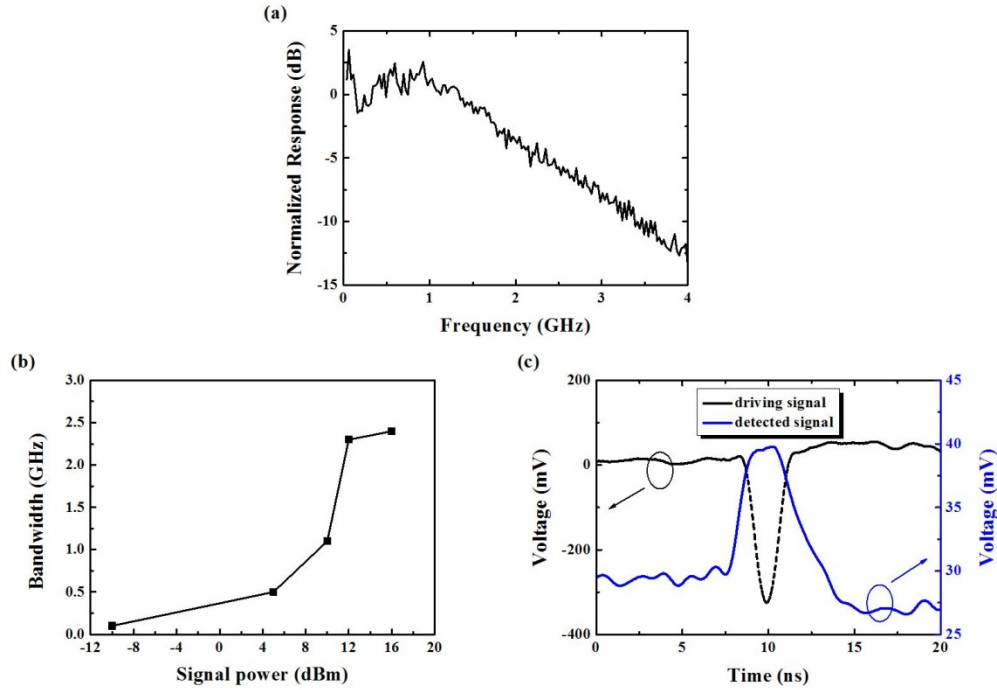 (a)
5
0
-5
-10
-15
Normalized Response (dB)
0 1 2 3 4
Frequency (GHz)
(b)
3.0
2.5
2.0
1.5
1.0
0.5
0.0
Bandwidth (GHz)
-12 -8 -4 0 4 8 12 16 20
Signal power (dBm)
(c)
200
0
-200
-400
Voltage (mV)
driving signal
detected signal
45
40
35
30
25
Voltage (mV)
0 5 10 15 20
Time (ns)